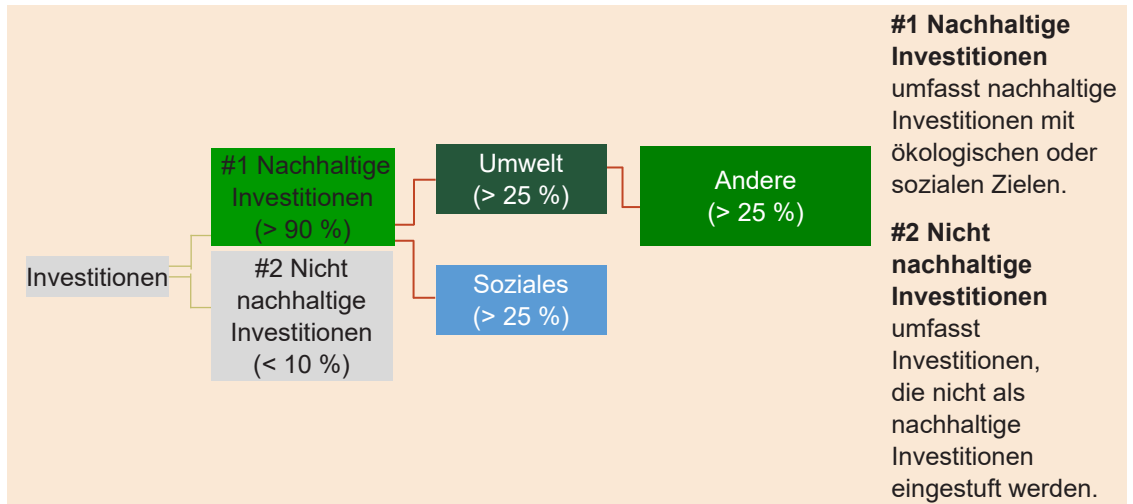 Investitionen
#1 Nachhaltige
Investitionen
(> 90 %)
#2 Nicht
nachhaltige
Investitionen
(< 10 %)
Umwelt
(> 25 %)
Soziales
(> 25 %)
Andere
(> 25 %)
#1 Nachhaltige
Investitionen
umfasst nachhaltige
Investitionen mit
ökologischen oder
sozialen Zielen.
#2 Nicht
nachhaltige
Investitionen
umfasst
Investitionen,
die nicht als
nachhaltige
Investitionen
eingestuft werden.